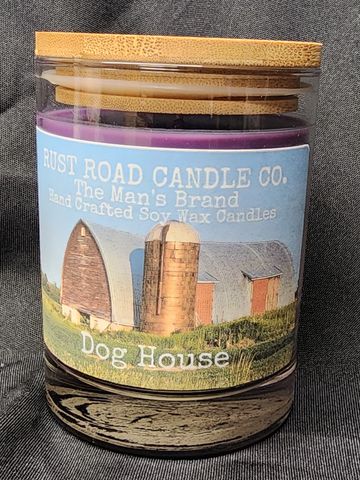 RUST ROAD CANDLE CO.
The Man's Brand
Hand Crafted Soy Wax Candles
Dog House